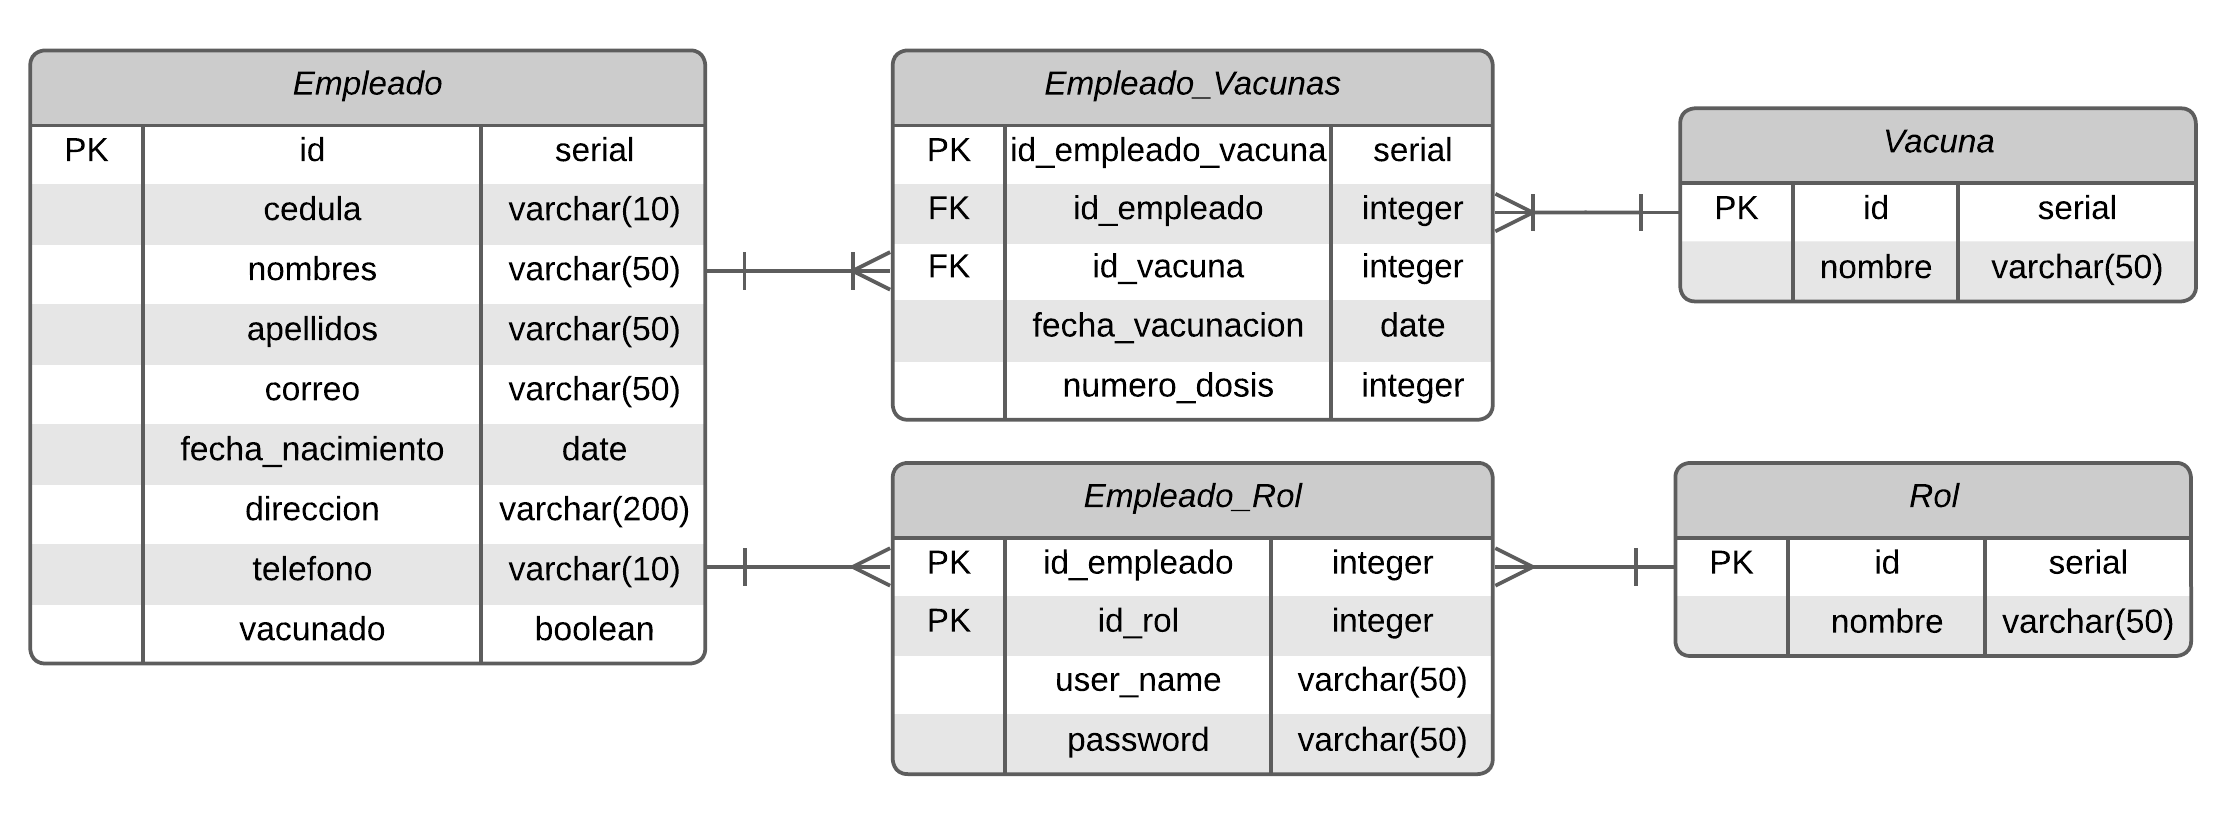 Empleado
PK id serial
cedula varchar(10)
nombres varchar(50)
apellidos varchar(50)
correo varchar(50)
fecha_nacimiento date
direccion varchar(200)
telefono varchar(10)
vacunado boolean
Empleado_Vacunas
PK id_empleado_vacuna serial
FK id_empleado integer
FK id_vacuna integer
fecha_vacunacion date
numero_dosis integer
Vacuna
PK id serial
nombre varchar(50)
Empleado_Rol
PK id_empleado integer
PK id_rol integer
user_name varchar(50)
password varchar(50)
Rol
PK id serial
nombre varchar(50)